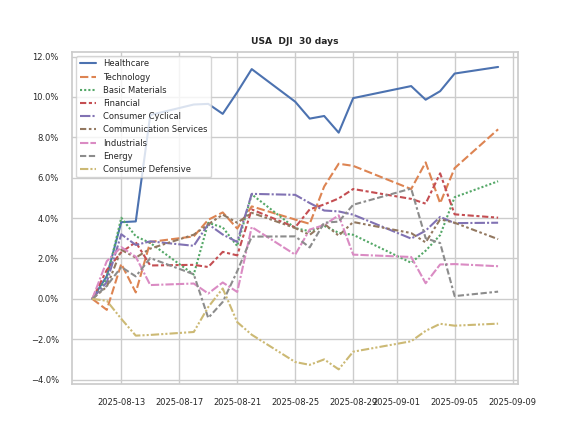 USA DJI 30 days
12.0%
10.0%
8.0%
6.0%
4.0%
2.0%
0.0%
−2.0%
−4.0%
Healthcare
Technology
Basic Materials
Financial
Consumer Cyclical
Communication Services
Industrials
Energy
Consumer Defensive
2025-08-13 2025-08-17 2025-08-21 2025-08-25 2025-08-29 2025-09-01 2025-09-05 2025-09-09